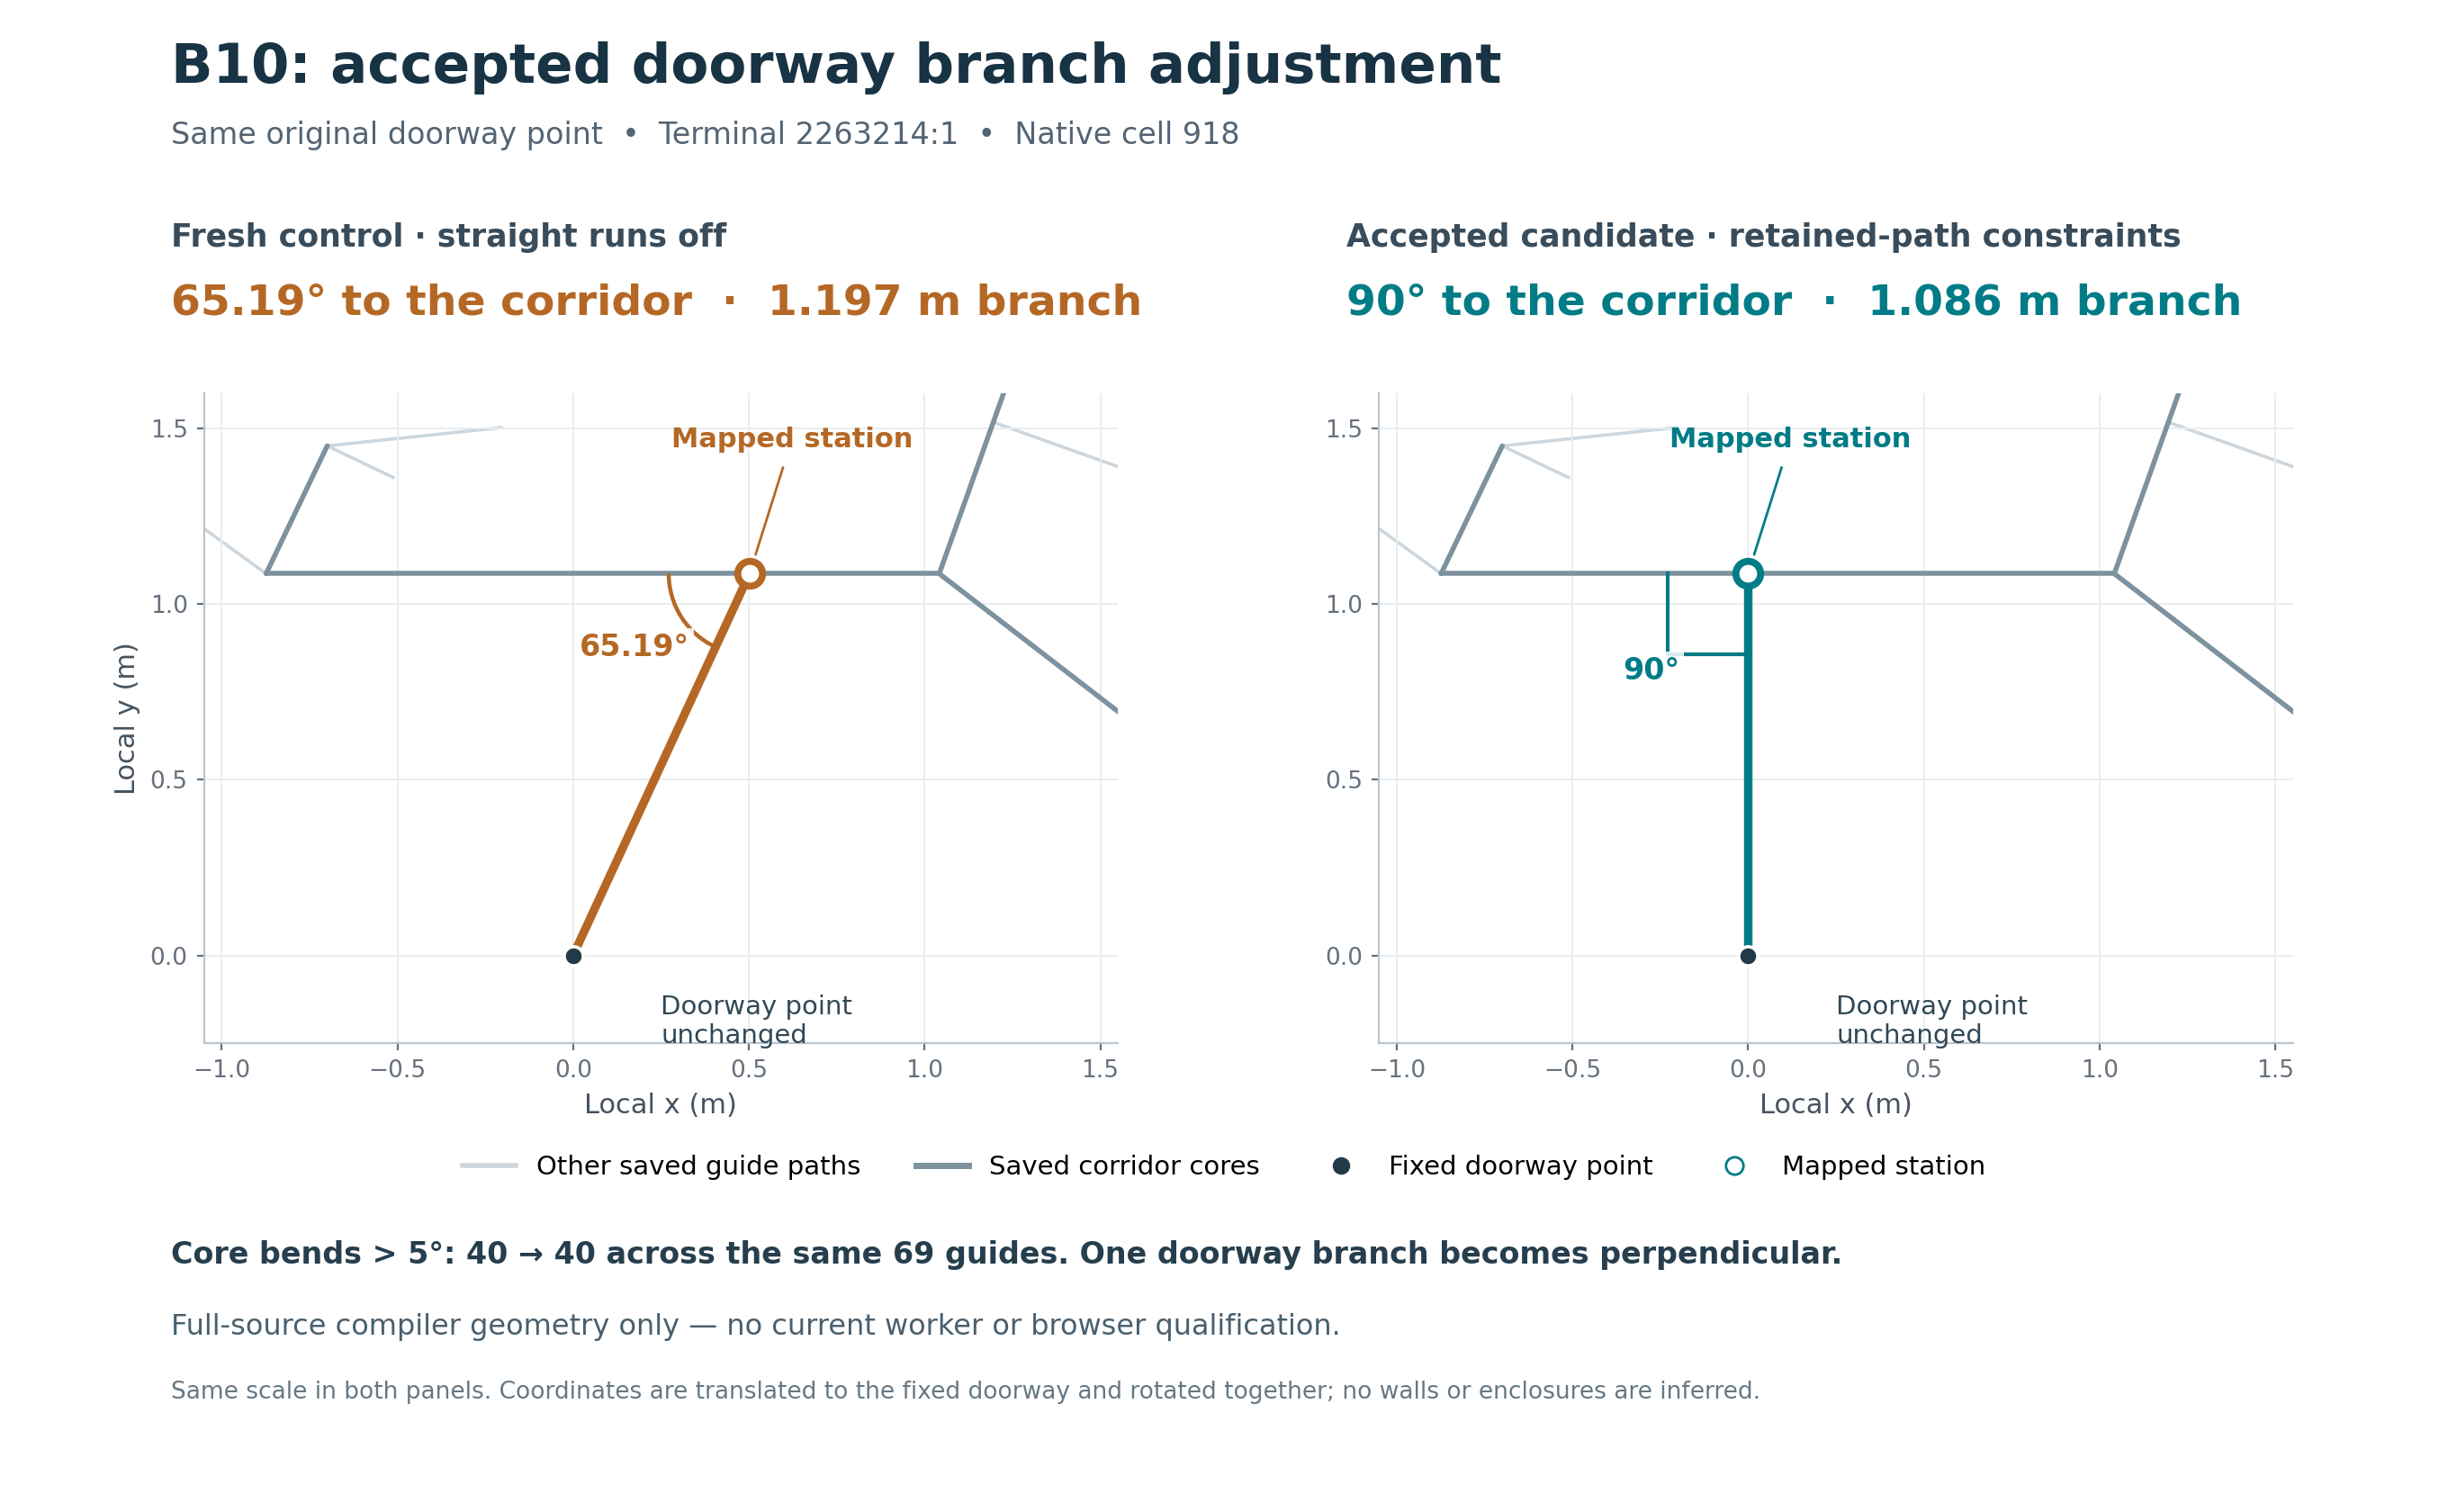 B10: accepted doorway branch adjustment
Same original doorway point • Terminal 2263214:1 • Native cell 918
Fresh control · straight runs off
65.19° to the corridor · 1.197 m branch
Accepted candidate · retained-path constraints
90° to the corridor · 1.086 m branch
Local y (m)
1.5
1.0
0.5
0.0
Mapped station
65.19°
Doorway point
unchanged
−1.0 −0.5 0.0 0.5 1.0 1.5
Local x (m)
1.5
1.0
0.5
0.0
Mapped station
90°
Doorway point
unchanged
−1.0 −0.5 0.0 0.5 1.0 1.5
Local x (m)
Other saved guide paths Saved corridor cores Fixed doorway point Mapped station
Core bends > 5°: 40 → 40 across the same 69 guides. One doorway branch becomes perpendicular.
Full-source compiler geometry only — no current worker or browser qualification.
Same scale in both panels. Coordinates are translated to the fixed doorway and rotated together; no walls or enclosures are inferred.